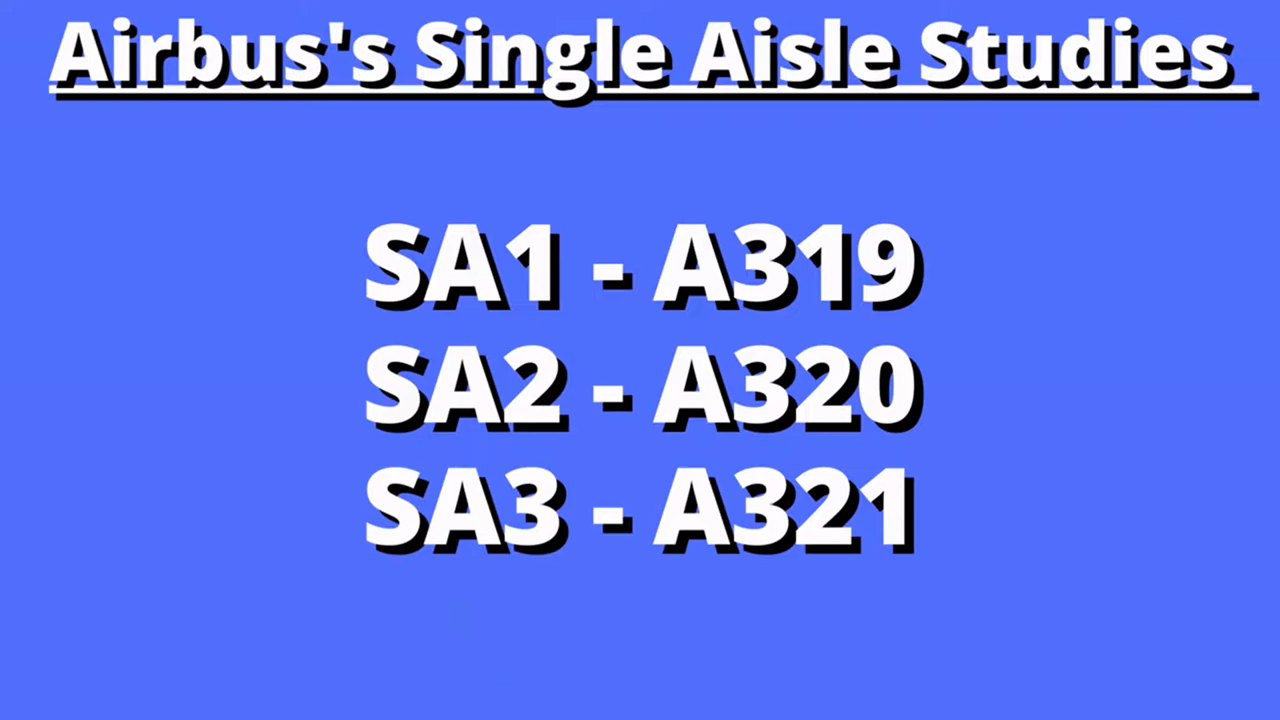 Airbus's Single Aisle Studies
SA1 - A319
SA2 - A320
SA3 - A321